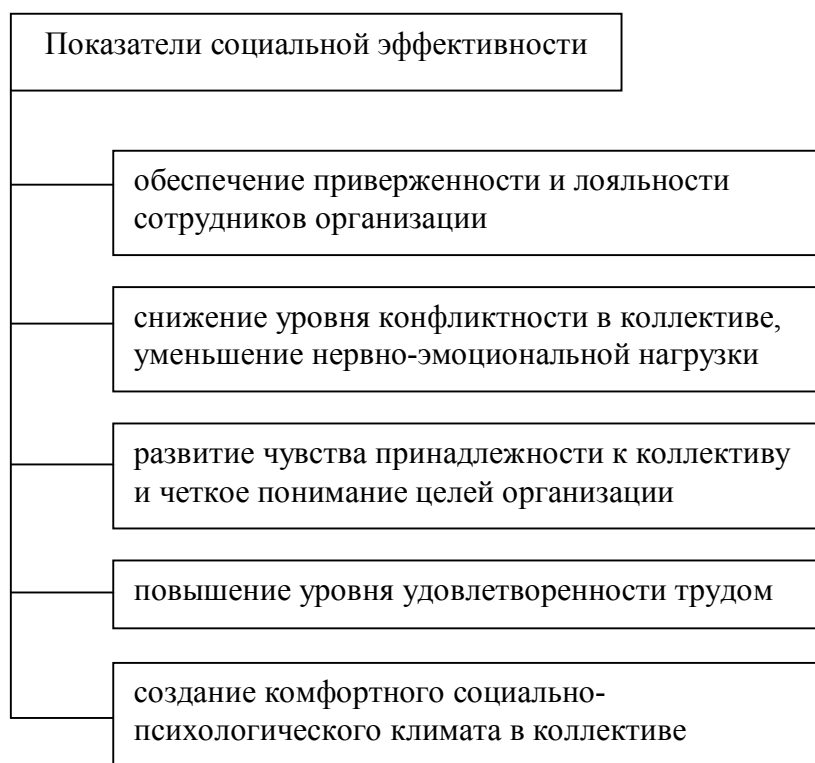 Показатели социальной эффективности
обеспечение приверженности и лояльности
сотрудников организации
снижение уровня конфликтности в коллективе,
уменьшение нервно-эмоциональной нагрузки
развитие чувства принадлежности к коллективу
и четкое понимание целей организации
повышение уровня удовлетворенности трудом
создание комфортного социально-
психологического климата в коллективе